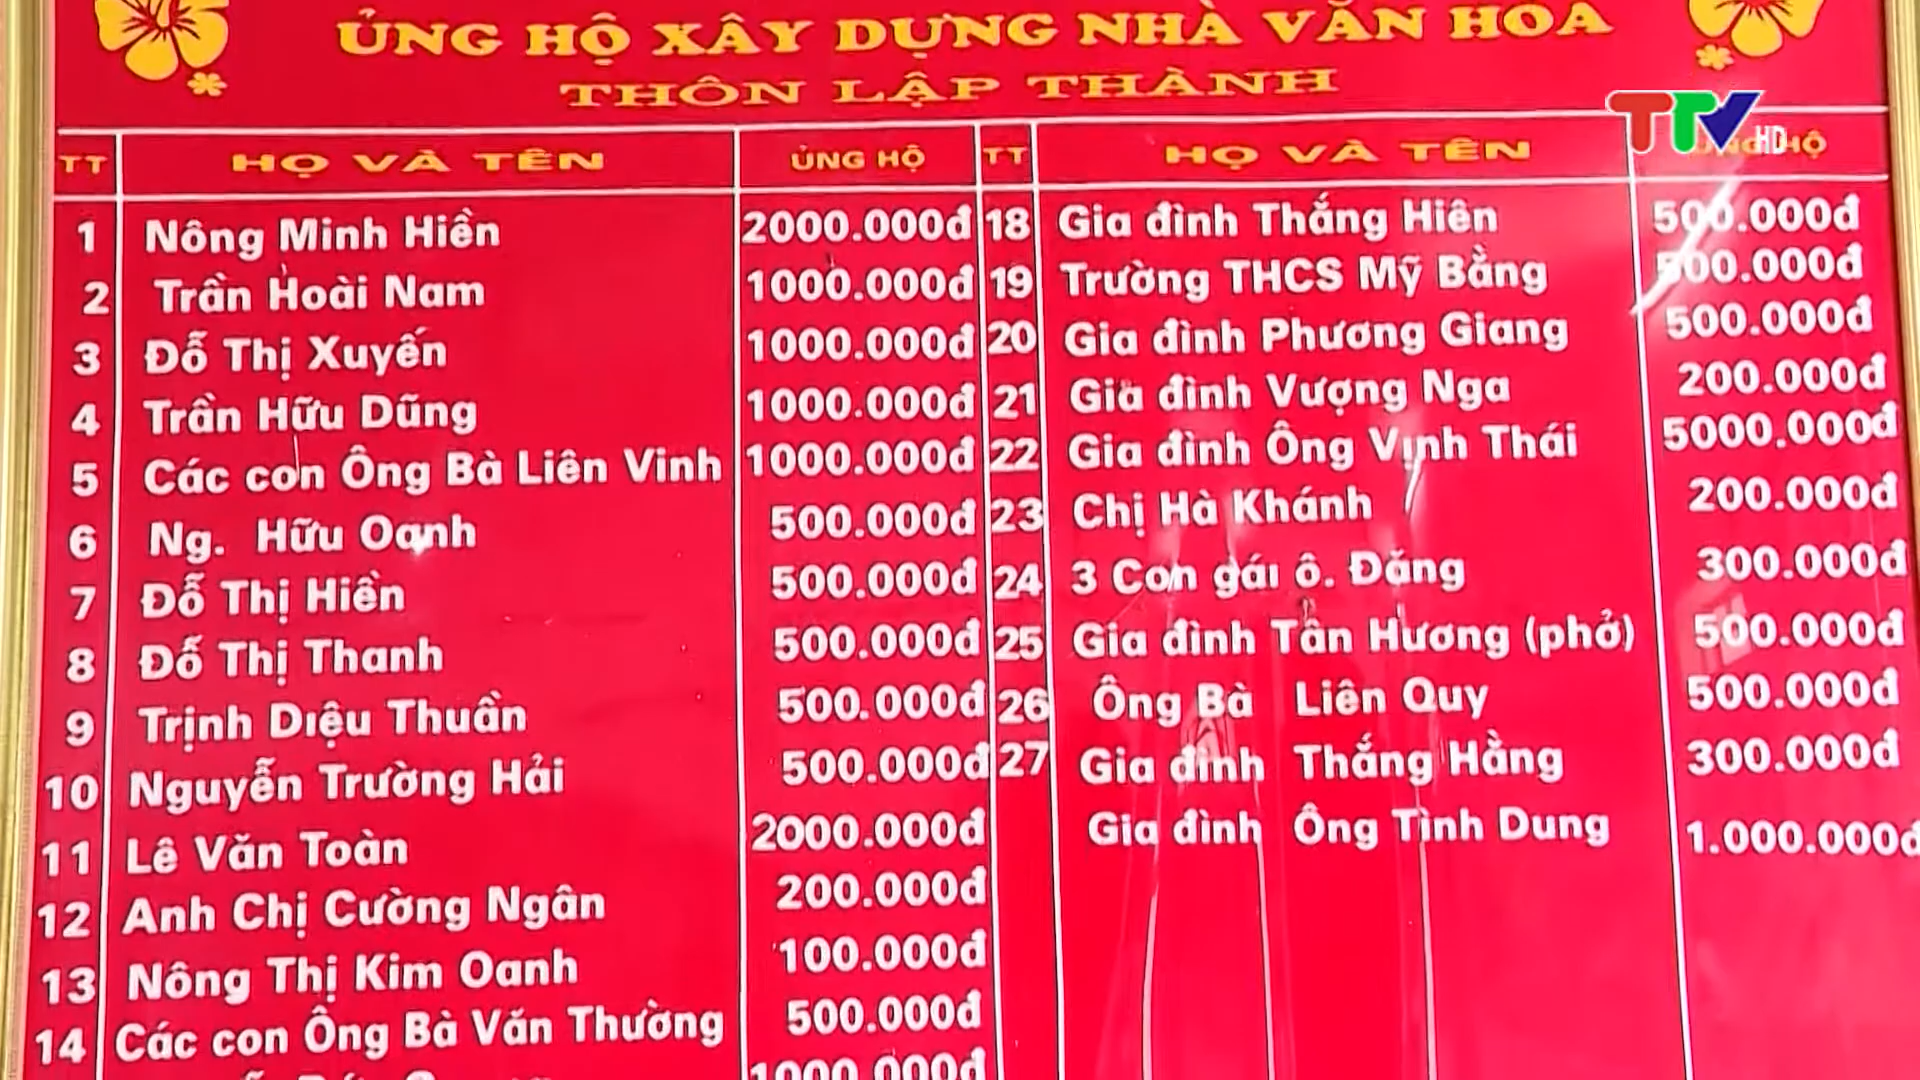 ỦNG HỘ XÂY DỰNG NHÀ VĂN HOA
THÔN LẬP THÀNH
TTV HD
TT HỌ VÀ TÊN ỦNG HỘ
1 Nông Minh Hiền 2000.000đ
2 Trần Hoài Nam 1000.000đ
3 Đỗ Thị Xuyến 1000.000đ
4 Trần Hữu Dũng 1000.000đ
5 Các con Ông Bà Liên Vinh 1000.000đ
6 Ng. Hữu Oanh 500.000đ
7 Đỗ Thị Hiền 500.000đ
8 Đỗ Thị Thanh 500.000đ
9 Trịnh Diệu Thuần 500.000đ
10 Nguyễn Trường Hải 500.000đ
11 Lê Văn Toàn 2000.000đ
12 Anh Chị Cường Ngân 200.000đ
13 Nông Thị Kim Oanh 100.000đ
14 Các con Ông Bà Văn Thường 500.000đ
1000.000đ
TT HỌ VÀ TÊN HỘ
18 Gia đình Thắng Hiên 500.000đ
19 Trường THCS Mỹ Bằng 500.000đ
20 Gia đình Phương Giang 500.000đ
21 Gia đình Vượng Nga 200.000đ
22 Gia đình Ông Vinh Thái 5000.000đ
23 Chị Hà Khánh 200.000đ
24 3 Con gái ô. Đặng 300.000đ
25 Gia đình Tân Hương (phở) 500.000đ
26 Ông Bà Liên Quy 500.000đ
27 Gia đình Thắng Hằng 300.000đ
Gia đình Ông Tình Dung 1.000.000đ